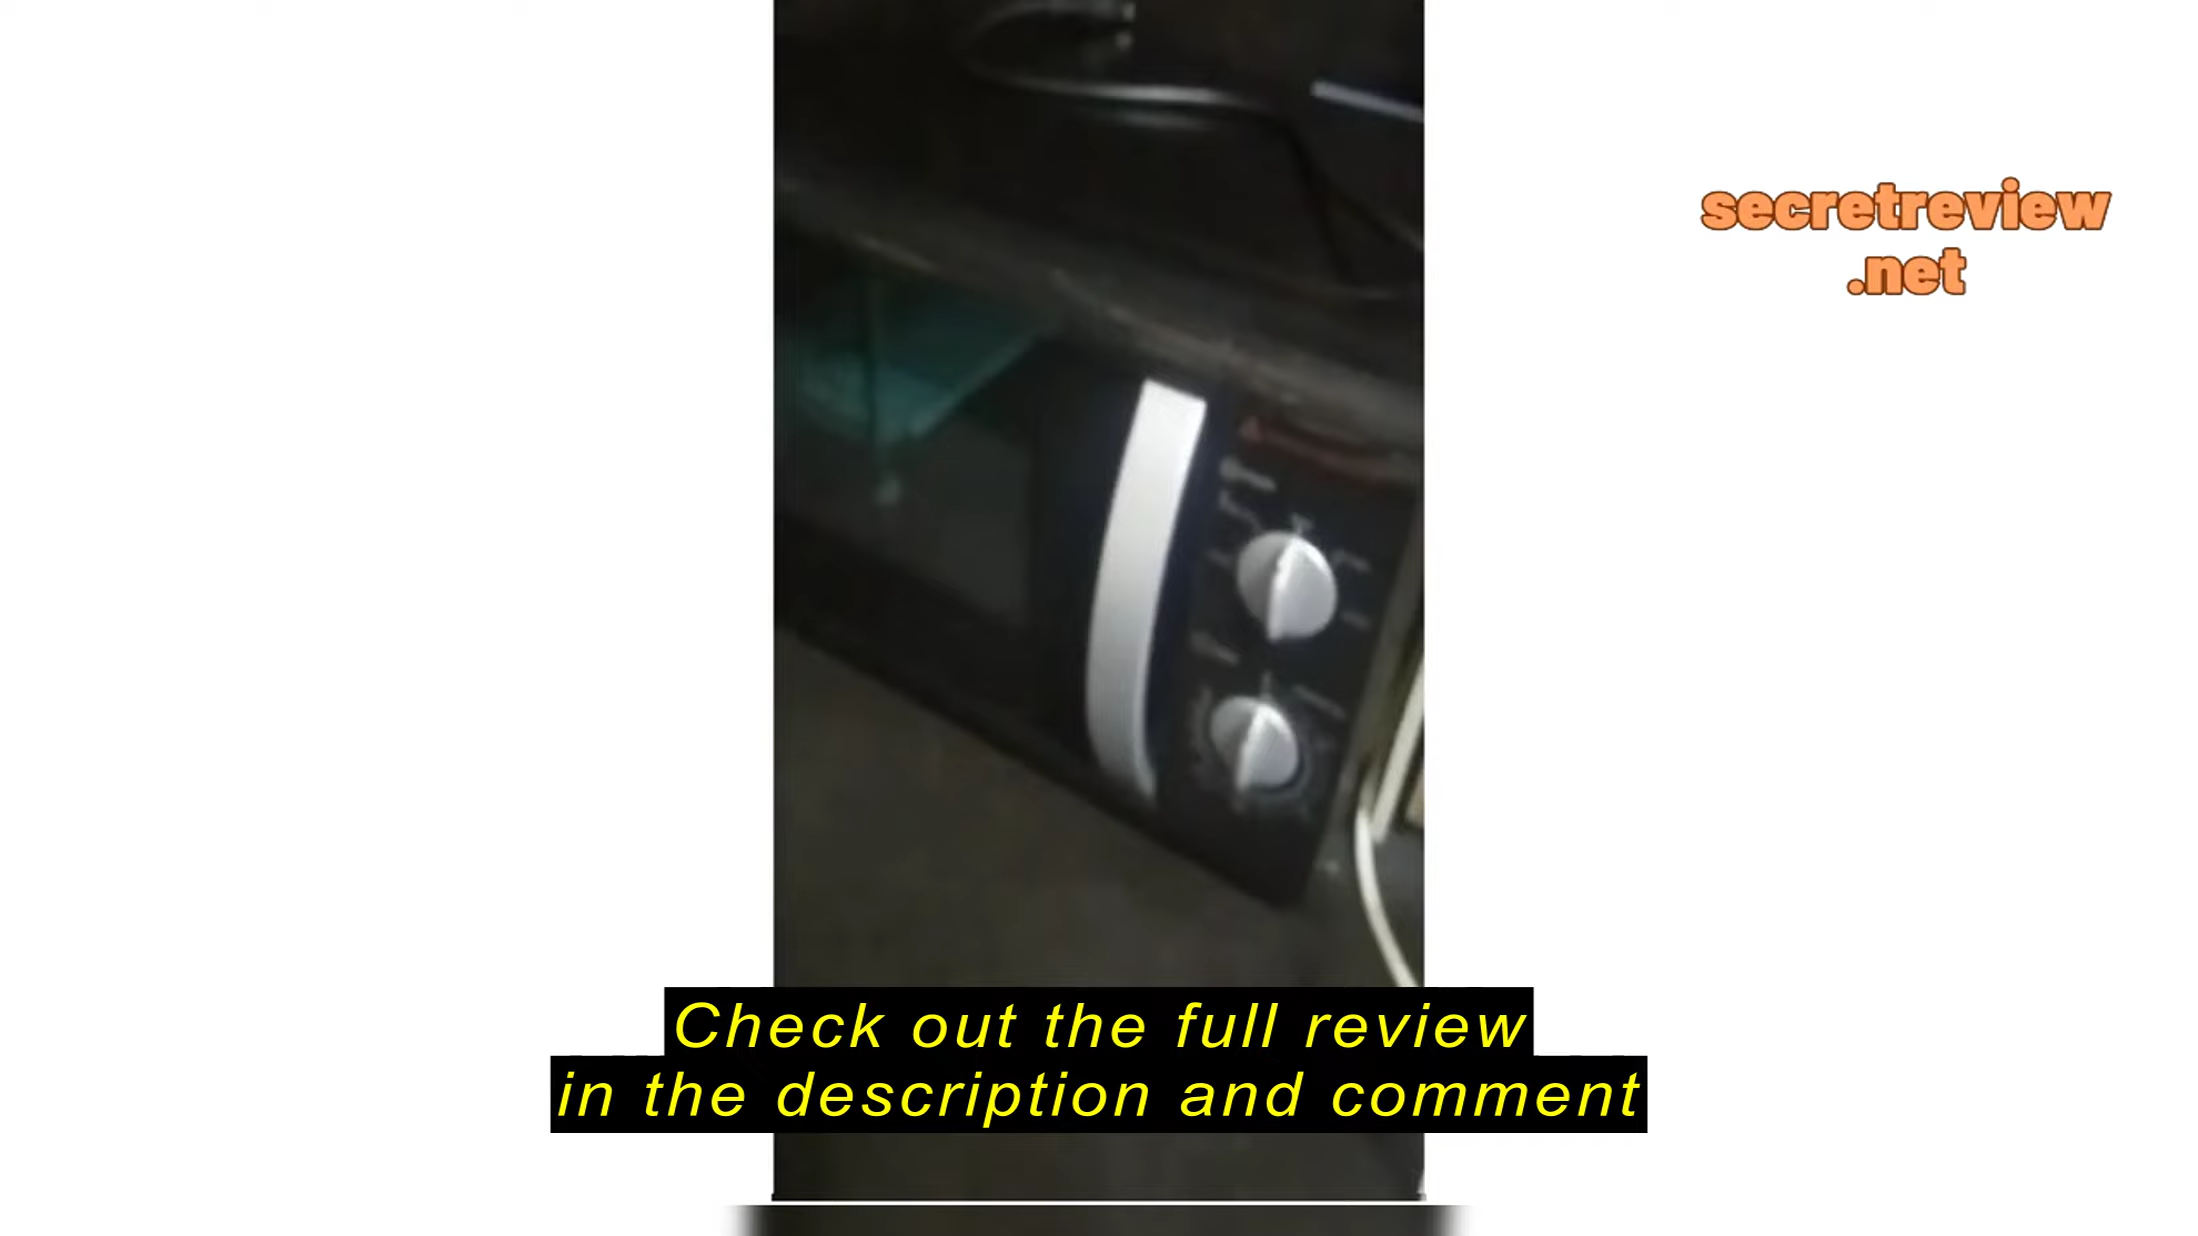 secretreview
.net
Check out the full review
in the description and comment